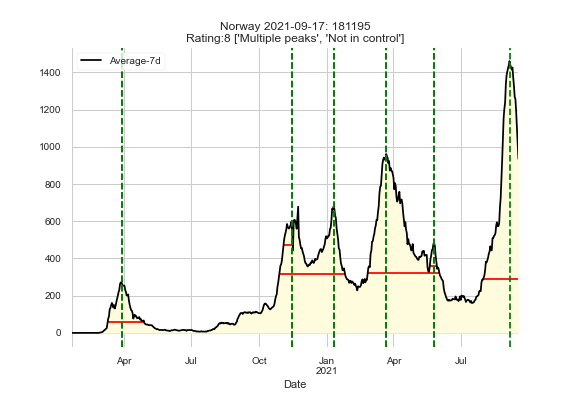 Norway 2021-09-17: 181195
Rating:8 ['Multiple peaks', 'Not in control']
Average-7d
1400
1200
1000
800
600
400
200
0
Apr
Jul
Oct
Jan
2021
Apr
Jul
Date